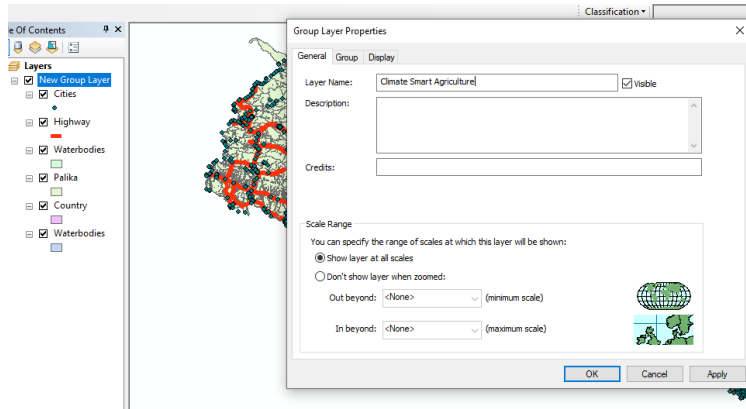 Classification
e Of Contents
Layers
New Group Layer
Cities
Highway
Waterbodies
Palika
Country
Waterbodies
Group Layer Properties
General Group Display
Layer Name: Climate Smart Agriculture Visible
Description:
Credits:
Scale Range
You can specify the range of scales at which this layer will be shown:
Show layer at all scales
Don't show layer when zoomed:
Out beyond: <None> (minimum scale)
In beyond: <None> (maximum scale)
OK Cancel Apply